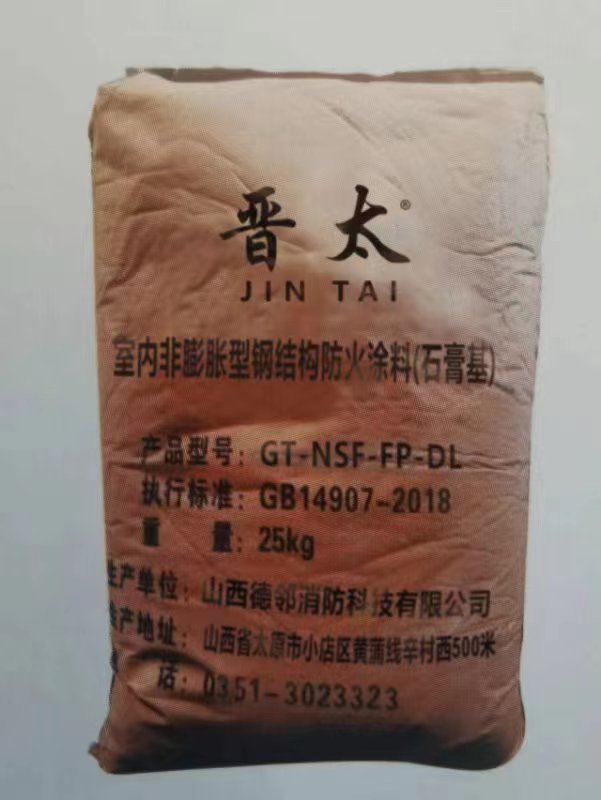 晋太®
JIN TAI
室内非膨胀型钢结构防火涂料(石膏基)
产品型号：GT-NSF-FP-DL
执行标准：GB14907-2018
重 量：25kg
生产单位：山西德邻消防科技有限公司
生产地址：山西省太原市小店区黄蒲线辛村西500米
电 话：0351-3023323